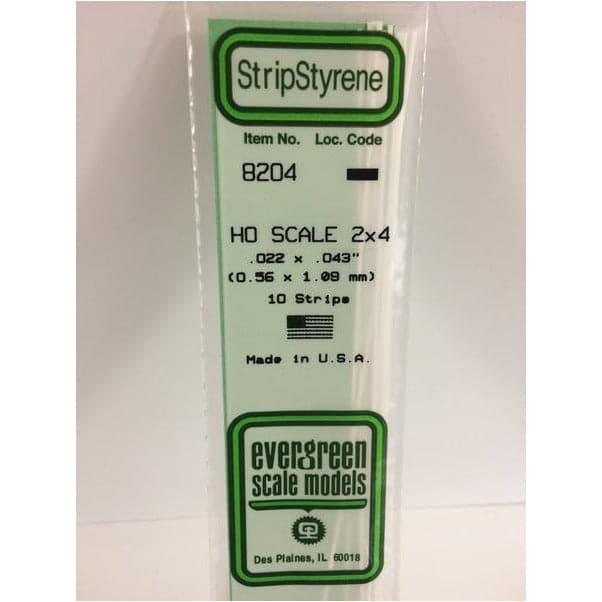 StripStyrene
Item No. Loc. Code
8204
HO SCALE 2x4
.022 x .043"
(0.56 x 1.09 mm)
10 Strips
Made in U.S.A.
evergreen
scale models
Des Plaines, IL 60018